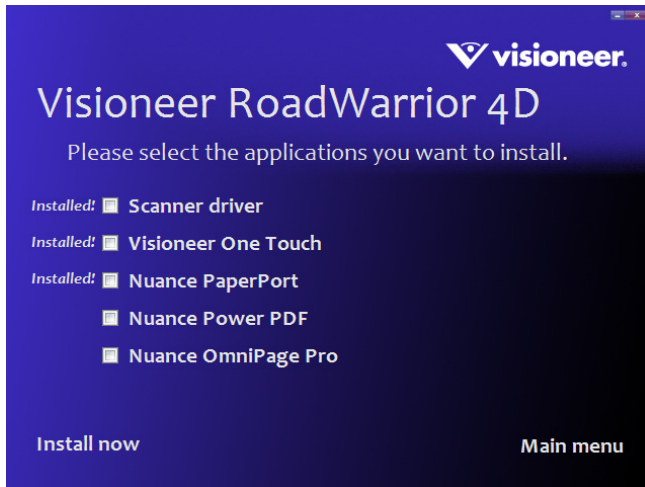 visioneer.
Visioneer RoadWarrior 4D
Please select the applications you want to install.
Installed! Scanner driver
Installed! Visioneer One Touch
Installed! Nuance PaperPort
Nuance Power PDF
Nuance OmniPage Pro
Install now Main menu